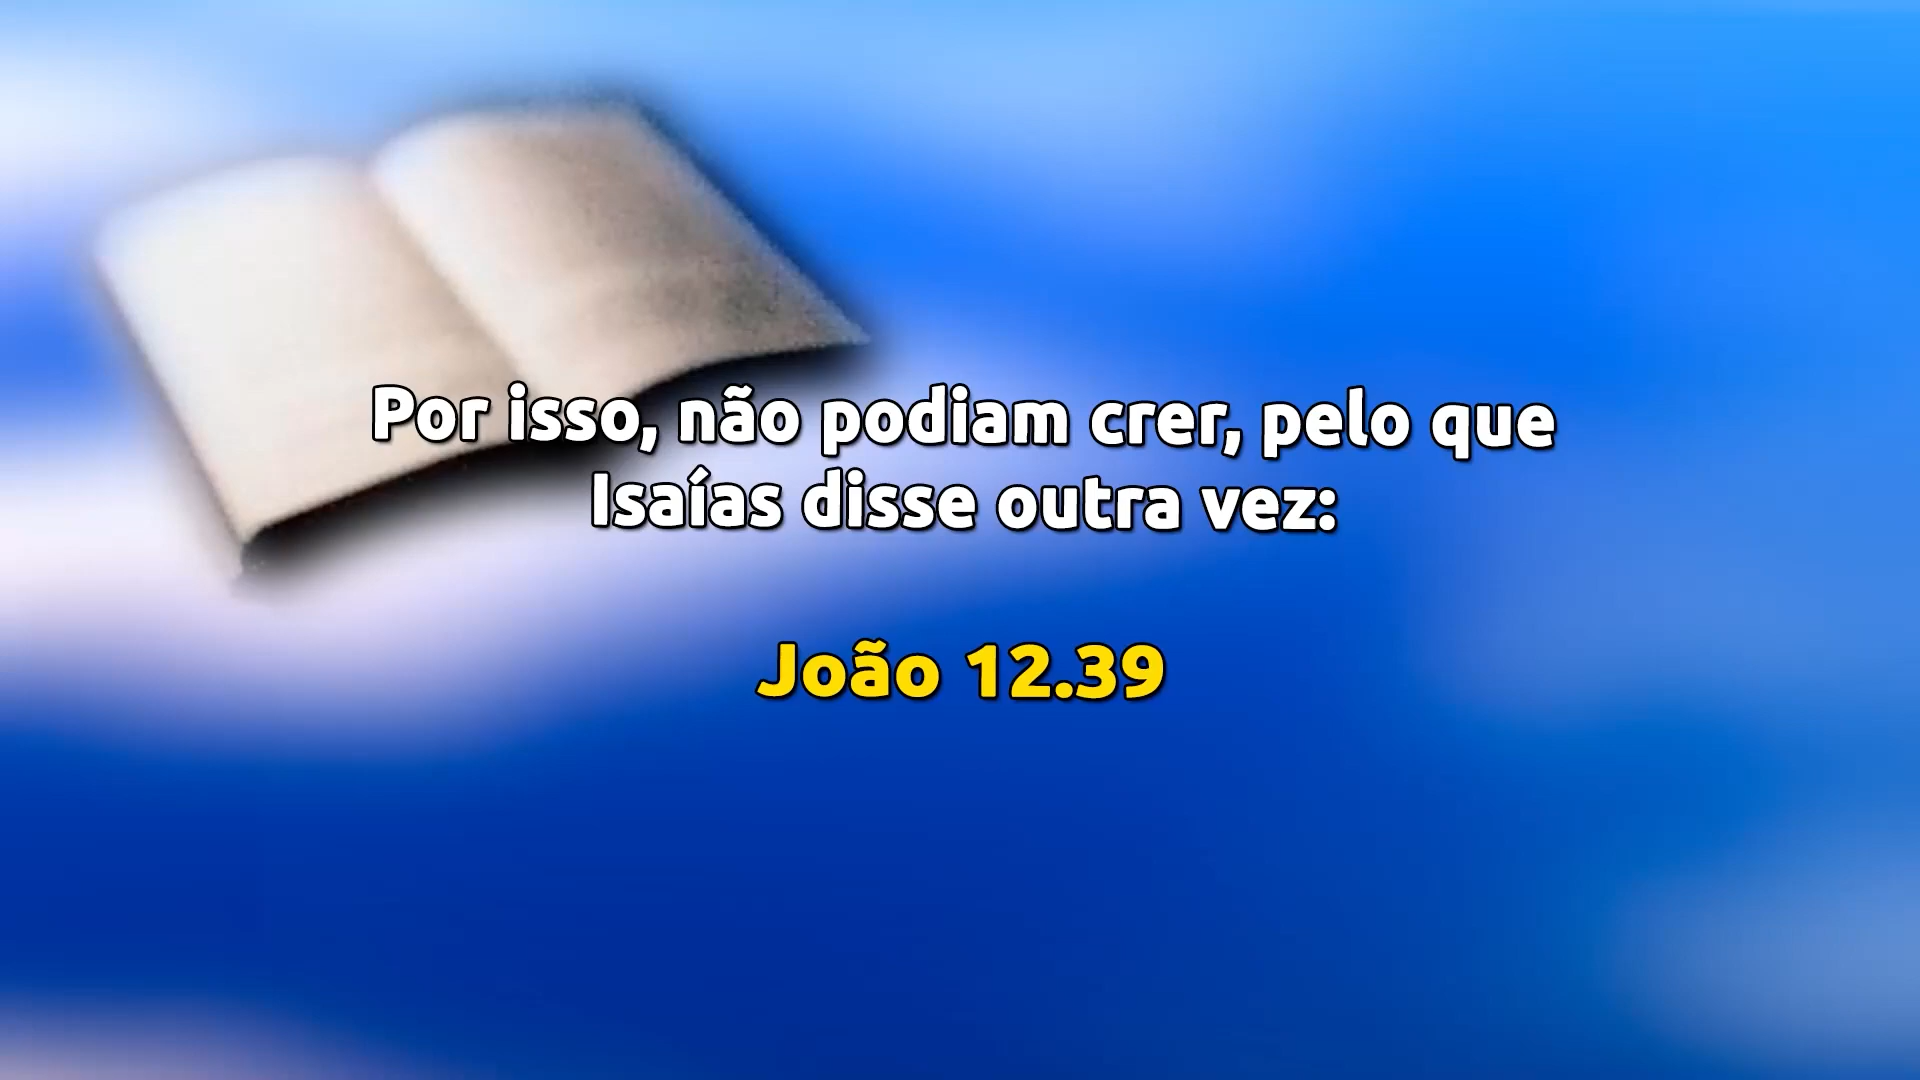 Por isso, não podiam crer, pelo que
Isaías disse outra vez:
João 12.39